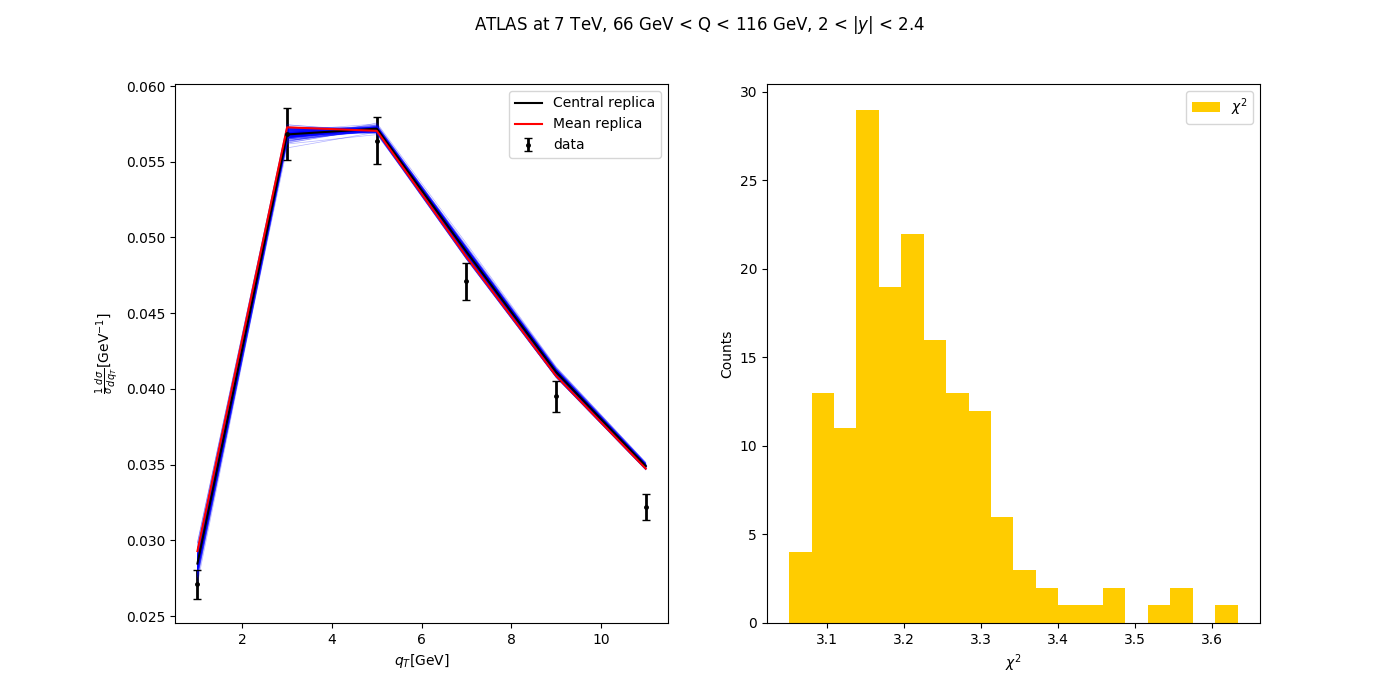 ATLAS at 7 TeV, 66 GeV < Q < 116 GeV, 2 < |y| < 2.4
0.060
0.055
0.050
0.045
0.040
0.035
0.030
0.025
2 4 6 8 10
1/σ dσ/dq_T [GeV⁻¹]
q_T[GeV]
Central replica
Mean replica
data
30
25
20
15
10
5
0
3.1 3.2 3.3 3.4 3.5 3.6
Counts
χ²
χ²